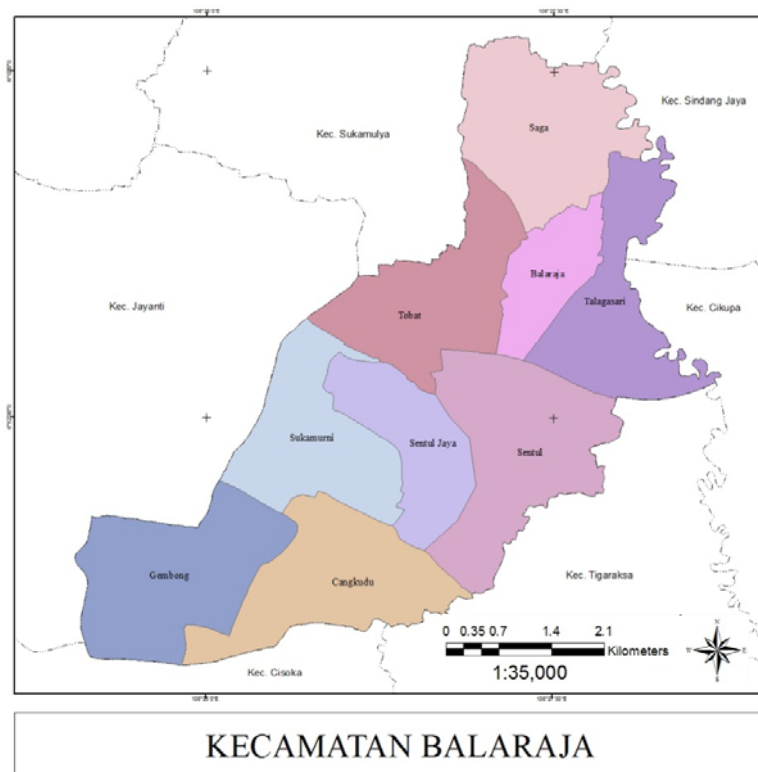 Saga
Kec. Sindang Jaya
Kec. Sukamulya
Balaraja
Talagasari
Kec. Jayanti
Kec. Cikupa
Tobat
Sukamurni
Sentul Jaya
Sentul
Gembong
Cangkudu
Kec. Tigaraksa
Kec. Cisoka
0 0.35 0.7 1.4 2.1
Kilometers
1:35,000
N
W E
S
KECAMATAN BALARAJA